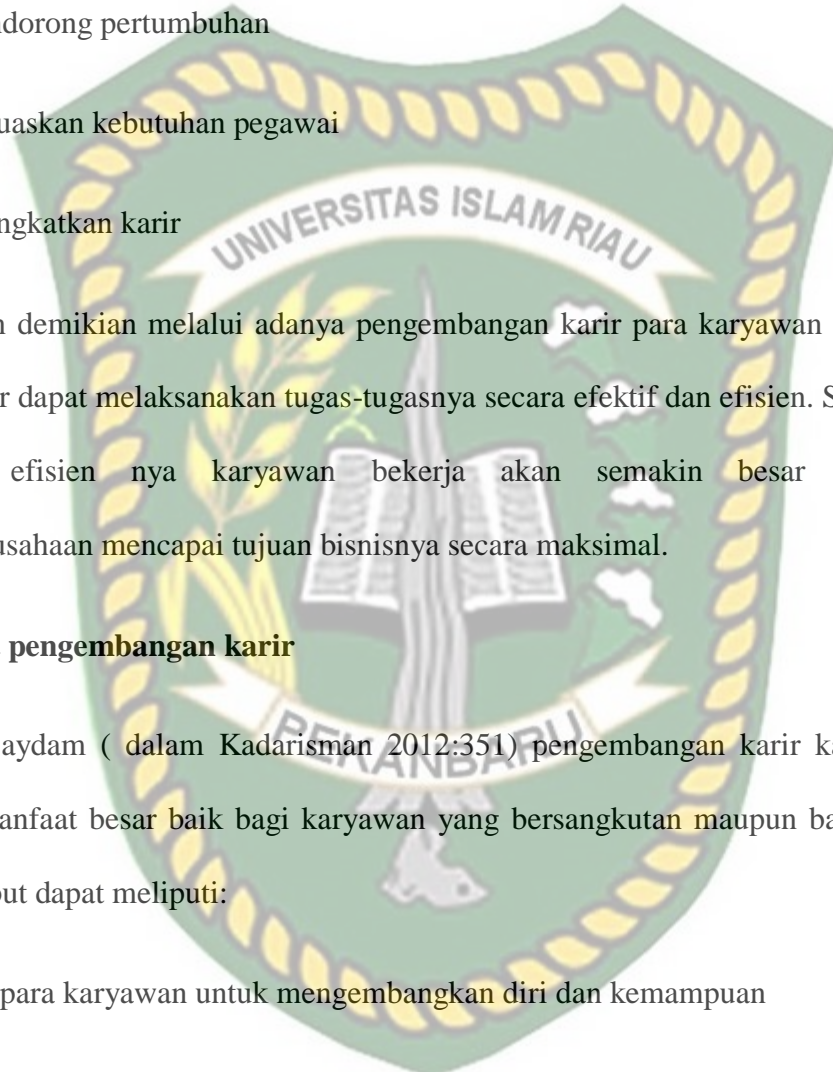 ndorong pertumbuhan
uaskan kebutuhan pegawai
ngkatkan karir
UNIVERSITAS ISLAM RIAU
n demikian melalui adanya pengembangan karir para karyawan
r dapat melaksanakan tugas-tugasnya secara efektif dan efisien. S
efisien nya karyawan bekerja akan semakin besar
usahaan mencapai tujuan bisnisnya secara maksimal.
pengembangan karir
PEKANBARU
aydam ( dalam Kadarisman 2012:351) pengembangan karir ka
anfaat besar baik bagi karyawan yang bersangkutan maupun ba
but dapat meliputi:
para karyawan untuk mengembangkan diri dan kemampuan